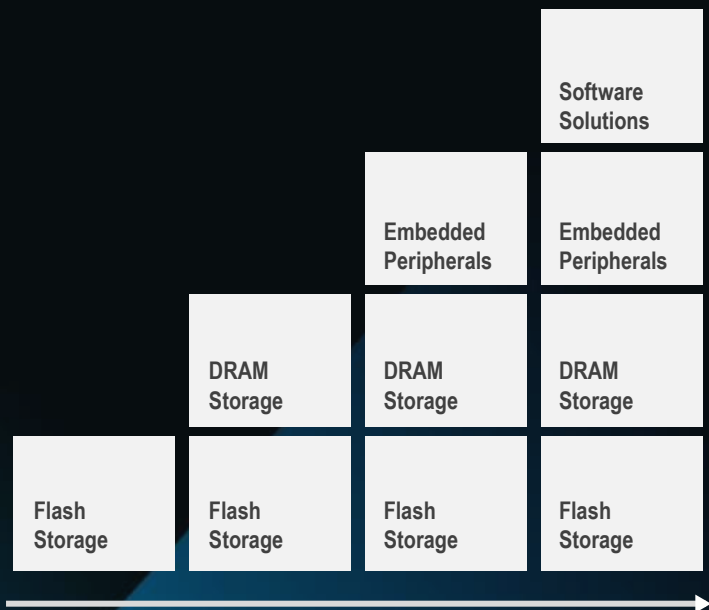 Software
Solutions
Embedded
Peripherals
Embedded
Peripherals
DRAM
Storage
DRAM
Storage
DRAM
Storage
Flash
Storage
Flash
Storage
Flash
Storage
Flash
Storage